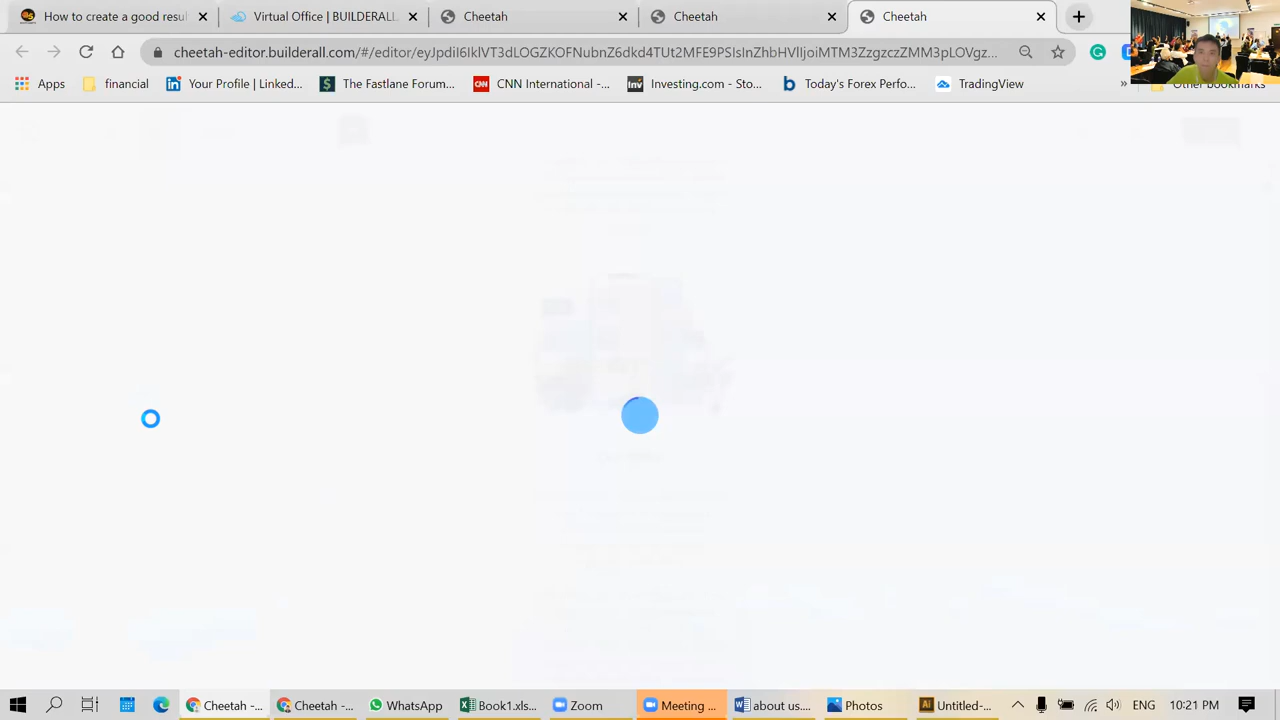 How to create a good resul
Virtual Office | BUILDERALL
Cheetah
Cheetah
Cheetah
cheetah-editor.builderall.com/#/editor/eyJpdiI6IklVT3dLOGZKOFNubnZ6dkd4TUt2MFE9PSIsInZhbHVlIjoiMTM3ZzgzczZMM3pLOVgz...
Apps
financial
Your Profile | Linked...
The Fastlane Forum...
CNN International -...
Investing.com - Sto...
Today's Forex Perfo...
TradingView
»
Other bookmarks
Cheetah -...
Cheetah -...
WhatsApp
Book1.xls...
Zoom
Meeting ...
about us....
Photos
Untitled-...
ENG
10:21 PM